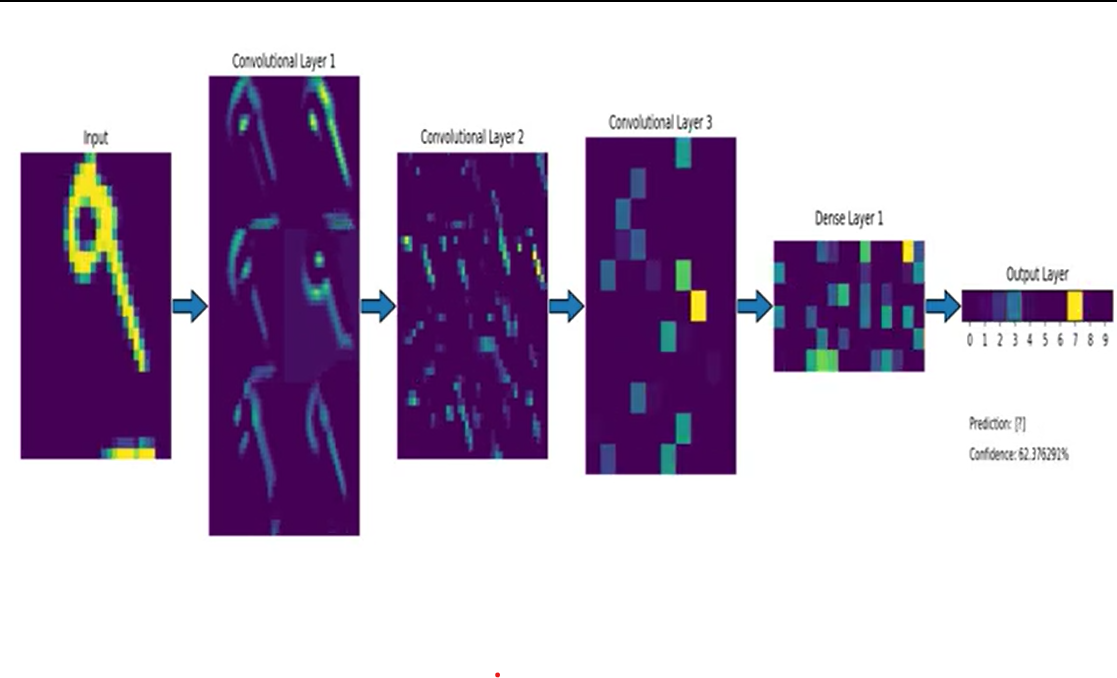 Input
Convolutional Layer 1
Convolutional Layer 2
Convolutional Layer 3
Dense Layer 1
Output Layer
0 1 2 3 4 5 6 7 8 9
Prediction: [7]
Confidence: 62.376291%